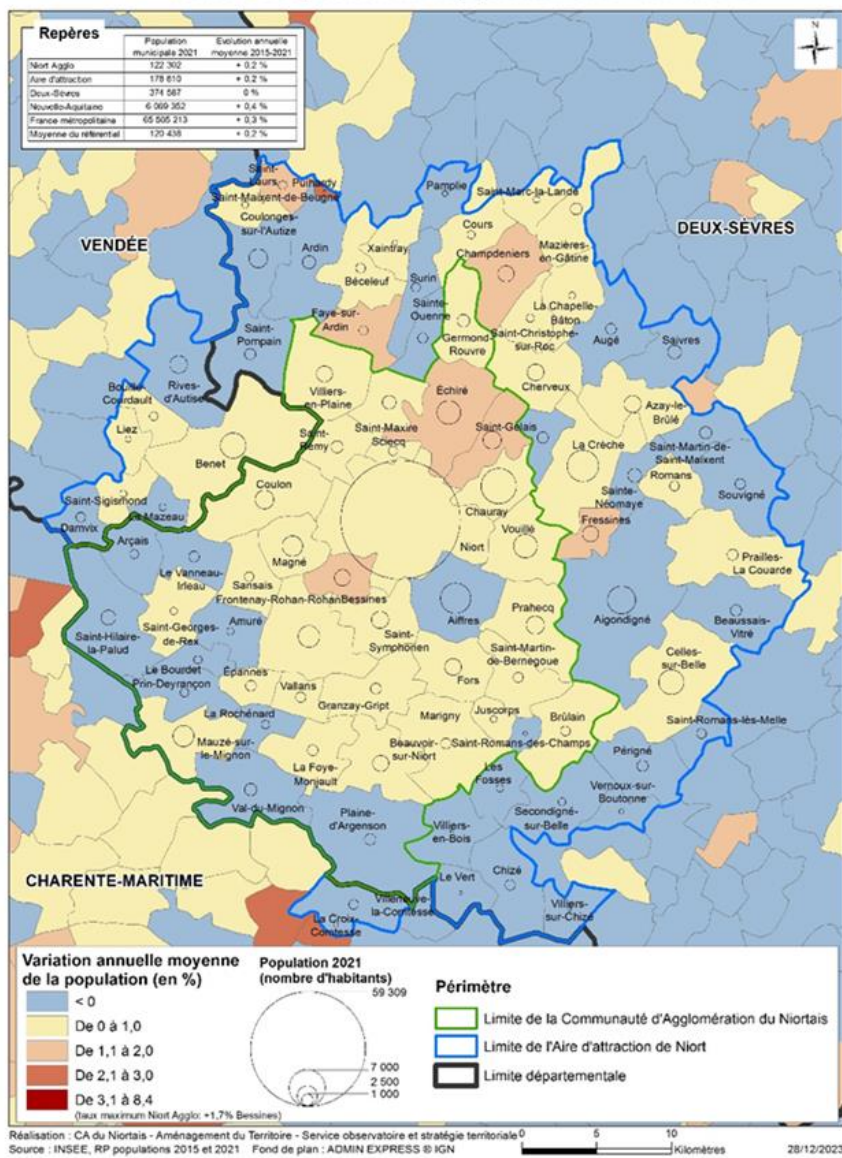 Repères
Population
municipale 2021
Evolution annuelle
moyenne 2015-2021
Niort Agglo 122 302 + 0,2 %
Aire d'attraction 178 610 + 0,2 %
Deux-Sèvres 374 587 0 %
Nouvelle-Aquitaine 6 069 352 + 0,4 %
France métropolitaine 65 505 213 + 0,3 %
Moyenne du référentiel 120 438 + 0,2 %
N
VENDÉE
DEUX-SÈVRES
CHARENTE-MARITIME
Saint-
Laurs
Puihardy
Saint-Maixent-de-Beugné
Coulonges-
sur-l'Autize
Ardin
Pamplie
Saint-Marc-la-Lande
Xaintray
Cours
Champdeniers
Mazières-
en-Gâtine
Béceleuf
Surin
Sainte-
Ouenne
La Chapelle-
Bâton
Faye-sur-
Ardin
Germond-
Rouvre
Saint-Christophe-
sur-Roc
Augé
Saivres
Saint-
Pompain
Cherveux
Villiers-
en-Plaine
Échiré
Bouillé-
Courdault
Rives-
d'Autise
Azay-le-
Brûlé
Liez
Saint-Maxire
Sciecq
Saint-
Rémy
Saint-Gelais
La Crèche
Saint-Martin-de-
Saint-Maixent
Benet
Romans
Saint-Sigismond
Coulon
Chauray
Sainte-
Néomaye
Souvigné
Le Mazeau
Damvix
Vouillé
Fressines
Arçais
Niort
Magné
Prailles-
La Couarde
Le Vanneau-
Irleau
Sansais
Frontenay-Rohan-Rohan
Bessines
Aiffres
Prahecq
Aigondigné
Beaussais-
Vitré
Saint-Georges-
de-Rex
Amuré
Saint-
Symphorien
Saint-Hilaire-
la-Palud
Saint-Martin-
de-Bernegoue
Celles-
sur-Belle
Le Bourdet
Prin-Deyrançon
Épannes
Fors
Vallans
Granzay-Gript
La Rochénard
Marigny
Juscorps
Brûlain
Saint-Romans-lès-Melle
Mauzé-sur-
le-Mignon
Beauvoir-
sur-Niort
Saint-Romans-des-Champs
La Foye-
Monjault
Périgné
Les
Fosses
Vernoux-sur-
Boutonne
Val-du-Mignon
Secondigné-
sur-Belle
Plaine-
d'Argenson
Villiers-
en-Bois
Le Vert
Chizé
Villeneuve-
la-Comtesse
Villiers-
sur-Chizé
La Croix-
Comtesse
Variation annuelle moyenne
de la population (en %)
< 0
De 0 à 1,0
De 1,1 à 2,0
De 2,1 à 3,0
De 3,1 à 8,4
(taux maximum Niort Agglo: +1,7% Bessines)
Population 2021
(nombre d'habitants)
59 309
7 000
2 500
1 000
Périmètre
Limite de la Communauté d'Agglomération du Niortais
Limite de l'Aire d'attraction de Niort
Limite départementale
Réalisation : CA du Niortais - Aménagement du Territoire - Service observatoire et stratégie territoriale
Source : INSEE, RP populations 2015 et 2021 Fond de plan : ADMIN EXPRESS ® IGN
0 5 10
Kilomètres
28/12/2023